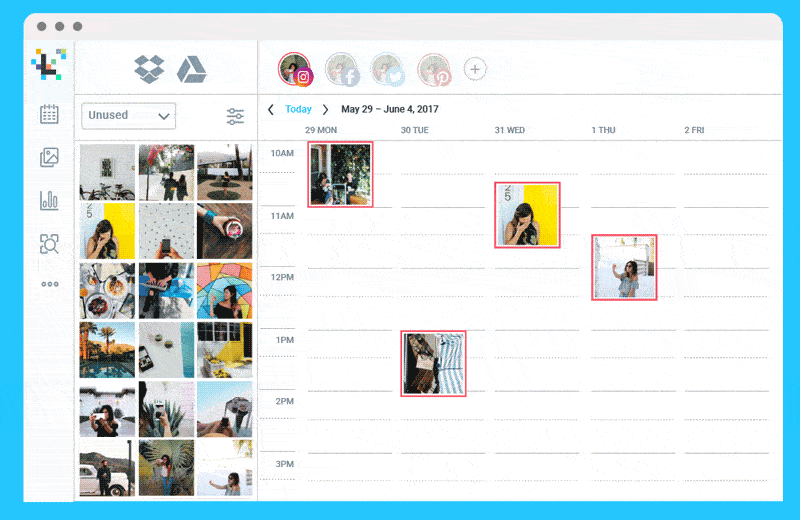 Unused
Today
May 29 – June 4, 2017
29 MON
30 TUE
31 WED
1 THU
2 FRI
10AM
11AM
12PM
1PM
2PM
3PM